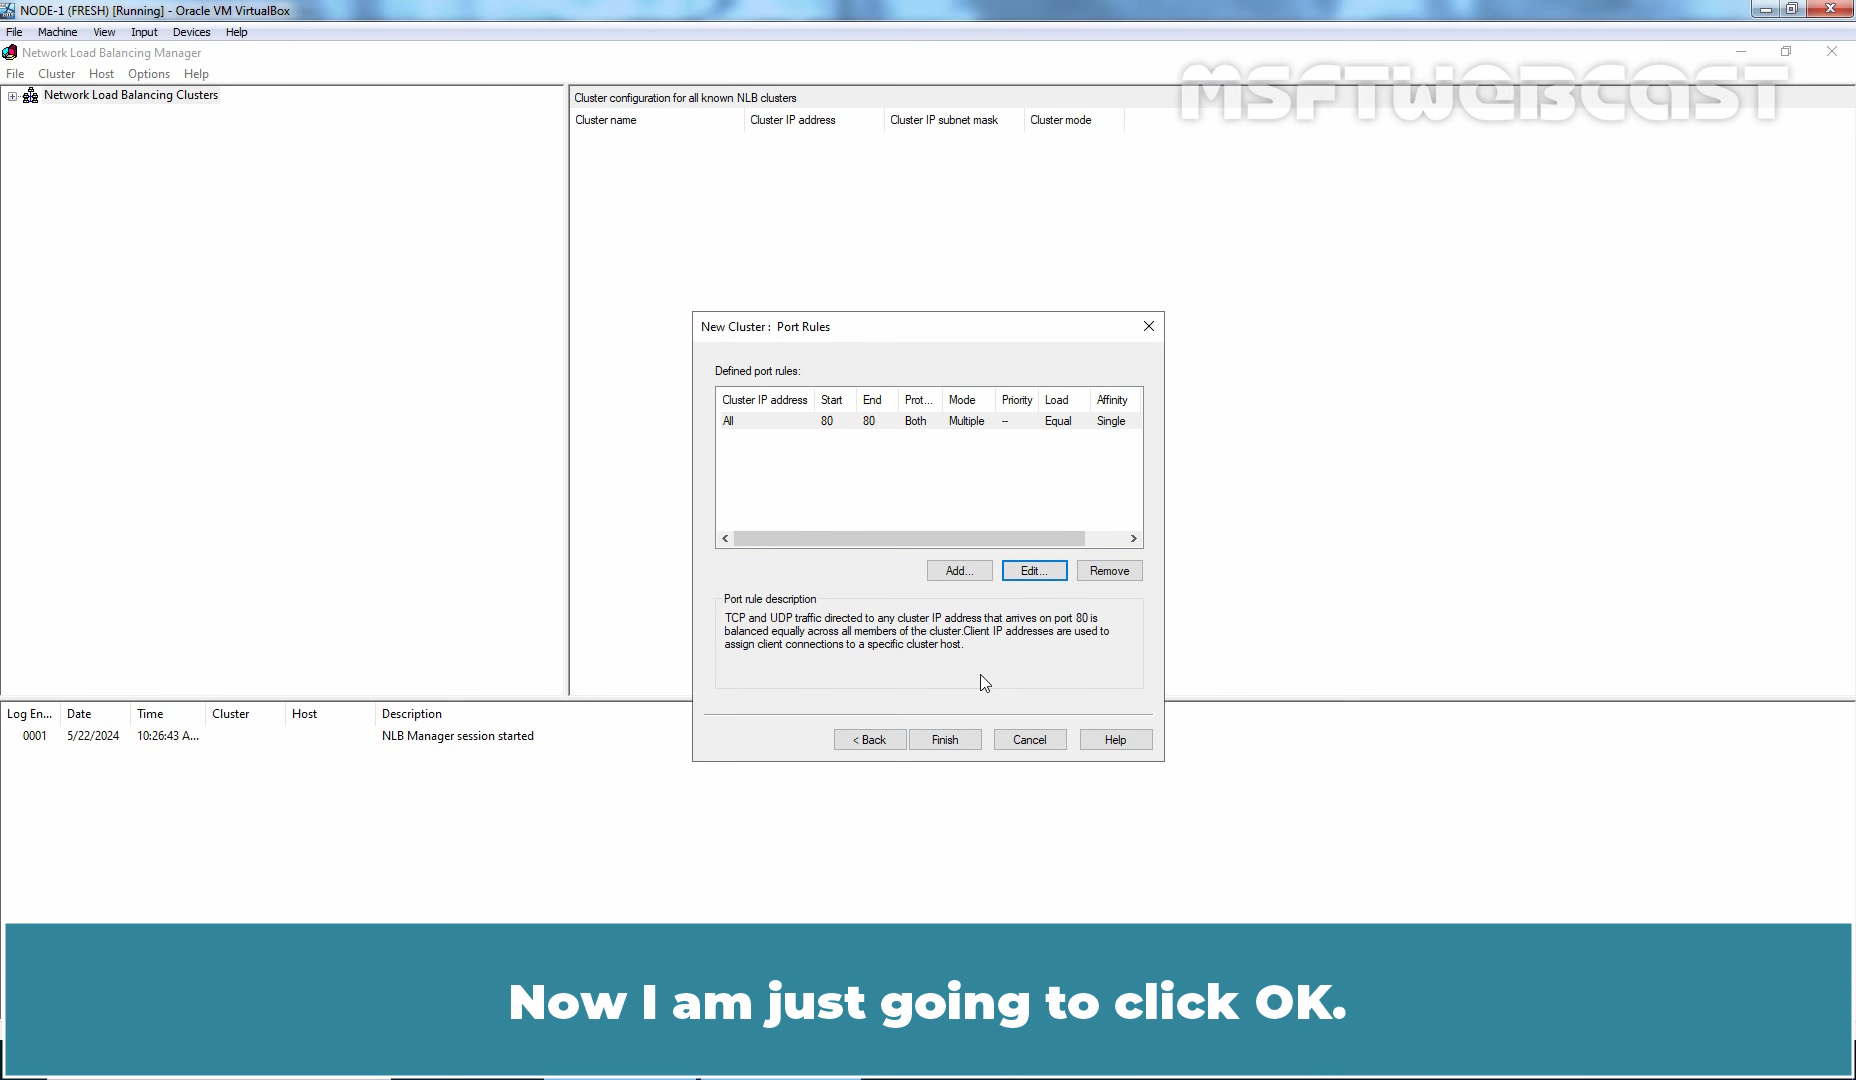 NODE-1 (FRESH) [Running] - Oracle VM VirtualBox
File Machine View Input Devices Help
Network Load Balancing Manager
File Cluster Host Options Help
MSFTWEBCAST
Network Load Balancing Clusters
Cluster configuration for all known NLB clusters
Cluster name Cluster IP address Cluster IP subnet mask Cluster mode
New Cluster : Port Rules
Defined port rules:
Cluster IP address Start End Prot... Mode Priority Load Affinity
All 80 80 Both Multiple -- Equal Single
Add... Edit... Remove
Port rule description
TCP and UDP traffic directed to any cluster IP address that arrives on port 80 is
balanced equally across all members of the cluster.Client IP addresses are used to
assign client connections to a specific cluster host.
< Back Finish Cancel Help
Log En... Date Time Cluster Host Description
0001 5/22/2024 10:26:43 A... NLB Manager session started
Now I am just going to click OK.